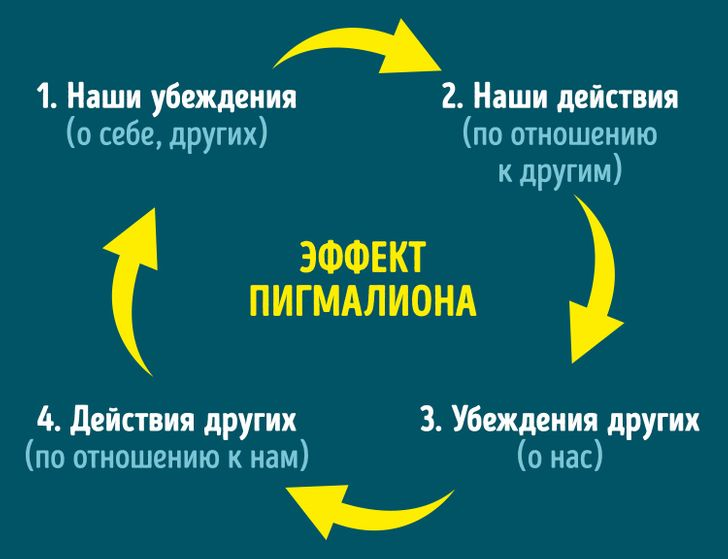 1. Наши убеждения
(о себе, других)
2. Наши действия
(по отношению
к другим)
ЭФФЕКТ
ПИГМАЛИОНА
3. Убеждения других
(о нас)
4. Действия других
(по отношению к нам)